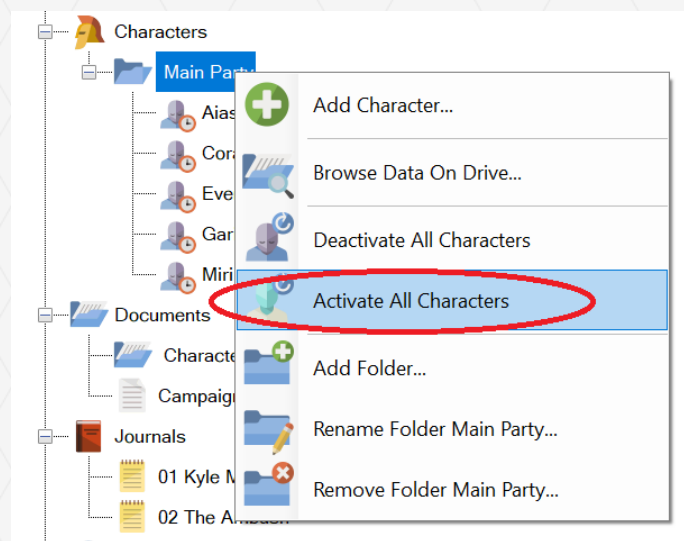 Characters
Main Party
Add Character...
Browse Data On Drive...
Deactivate All Characters
Activate All Characters
Add Folder...
Rename Folder Main Party...
Remove Folder Main Party...
Documents
Journals
01 Kyle
02 The Ambush